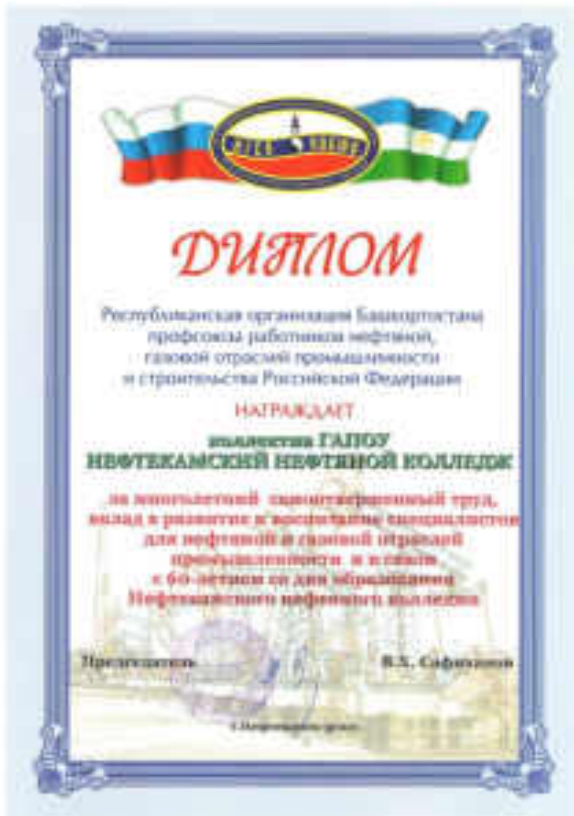 ДИПЛОМ
Республиканская организация Башкортостана
профсоюза работников нефтяной,
газовой отраслей промышленности
и строительства Российской Федерации
НАГРАЖДАЕТ
коллектив ГАПОУ
НЕФТЕКАМСКИЙ НЕФТЯНОЙ КОЛЛЕДЖ
за многолетний самоотверженный труд,
вклад в развитие и воспитание специалистов
для нефтяной и газовой отраслей
промышленности и в связи
с 60-летием со дня образования
Нефтекамского нефтяного колледжа
Председатель
В.Х.